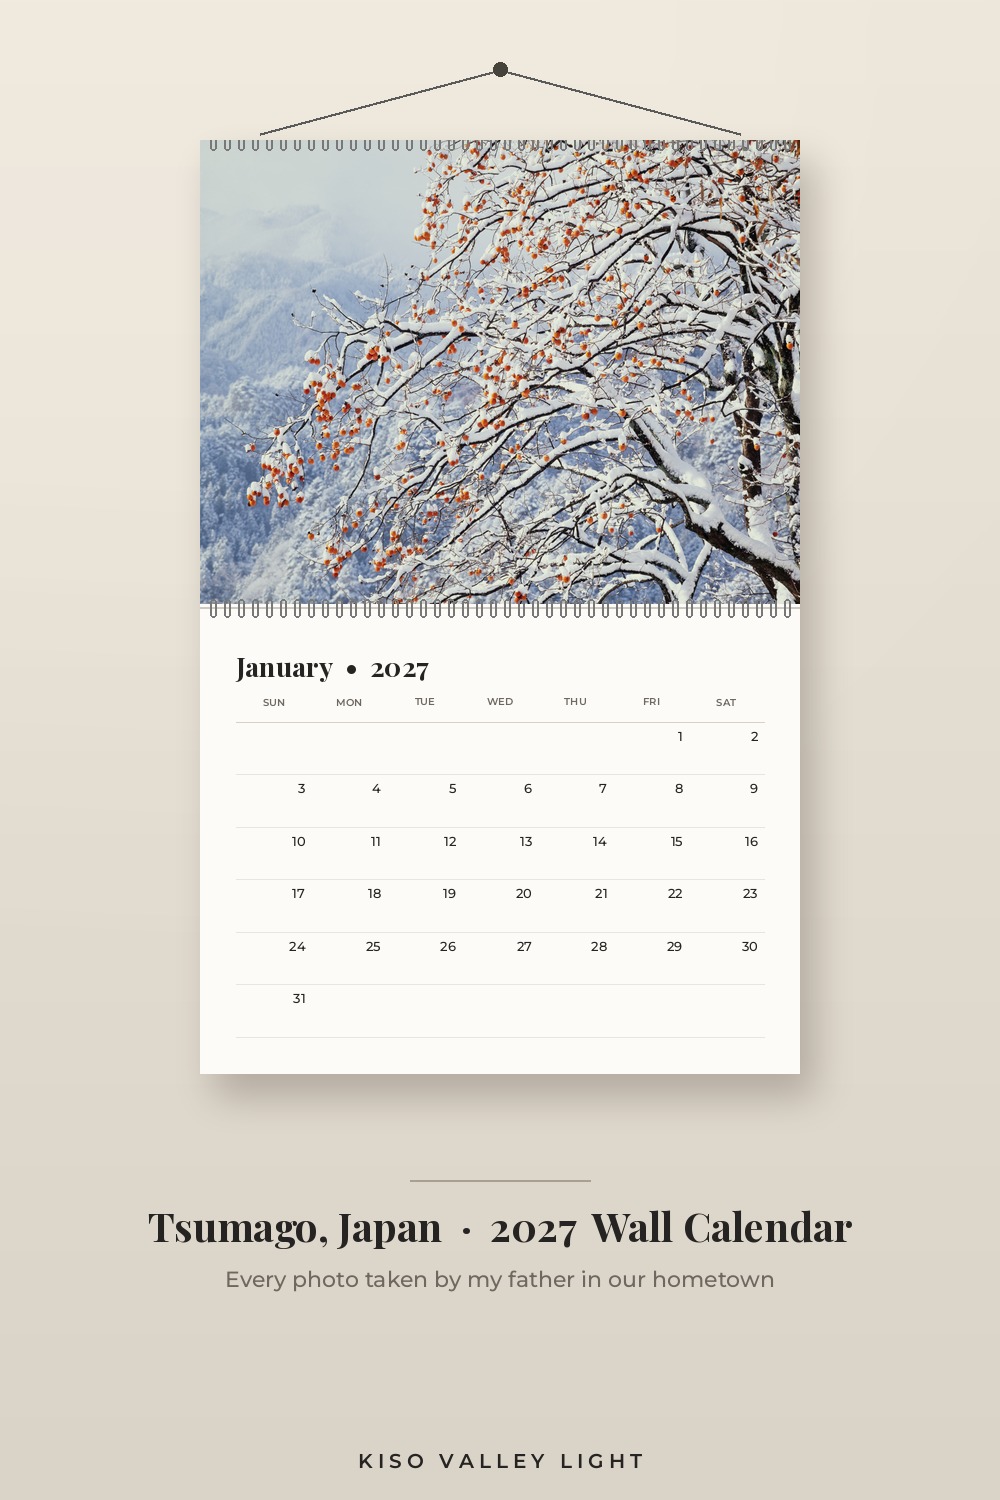 January • 2027
SUN MON TUE WED THU FRI SAT
1 2
3 4 5 6 7 8 9
10 11 12 13 14 15 16
17 18 19 20 21 22 23
24 25 26 27 28 29 30
31
Tsumago, Japan · 2027 Wall Calendar
Every photo taken by my father in our hometown
KISO VALLEY LIGHT